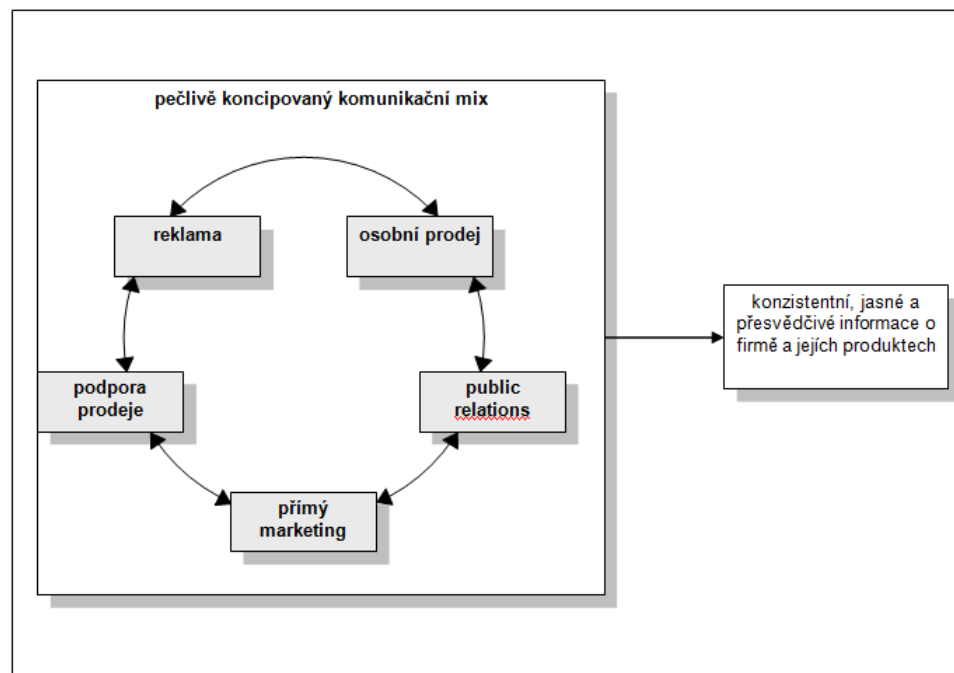 pečlivě koncipovaný komunikační mix
reklama
osobní prodej
podpora
prodeje
public
relations
přímý
marketing
konzistentní, jasné a
přesvědčivé informace o
firmě a jejích produktech